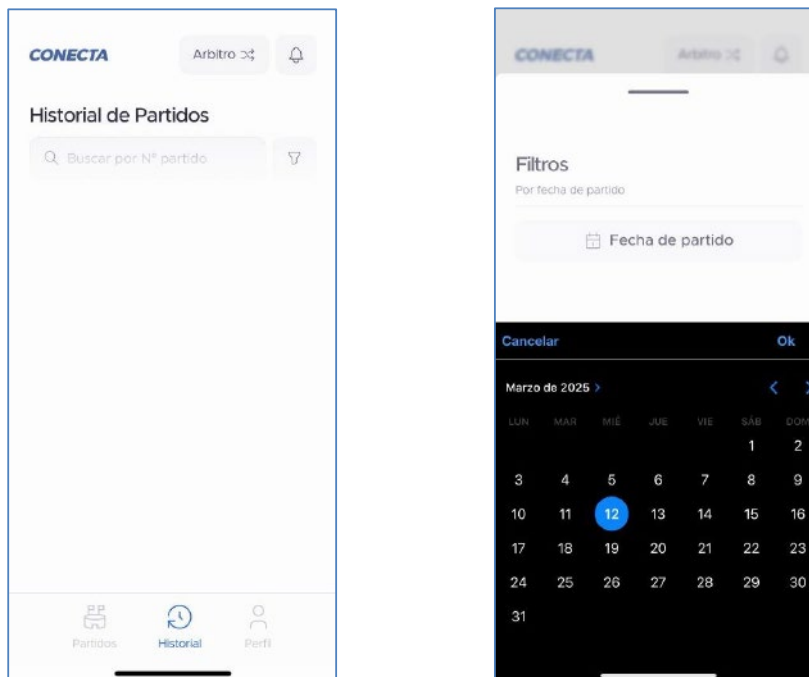 CONECTA
Arbitro
Historial de Partidos
Buscar por Nº partido
Partidos
Historial
Perfil
CONECTA
Arbitro
Filtros
Por fecha de partido
Fecha de partido
Cancelar
Ok
Marzo de 2025
LUN MAR MIÉ JUE VIE SÁB DOM
1 2
3 4 5 6 7 8 9
10 11 12 13 14 15 16
17 18 19 20 21 22 23
24 25 26 27 28 29 30
31